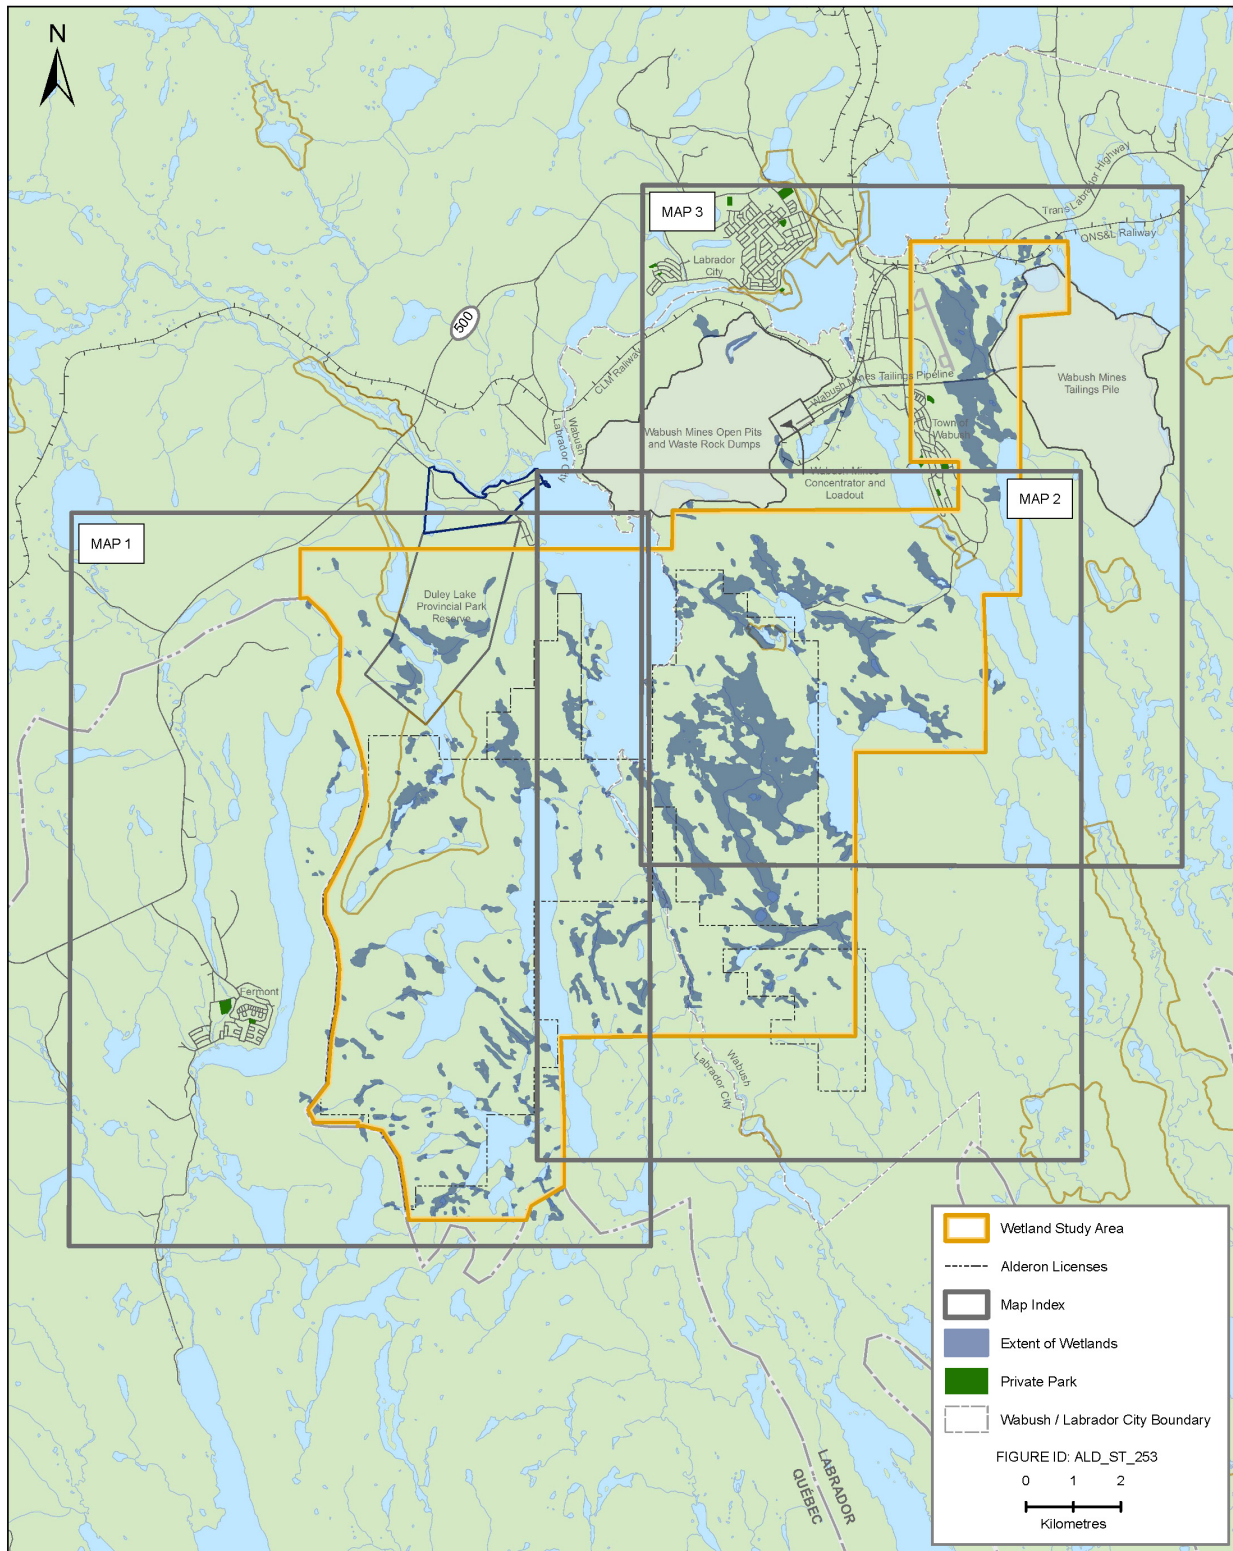 N
MAP 3
Trans Labrador Highway
QNS&L Raliway
Labrador
City
500
CLM Raliway
Wabush Mines Tailings Pipeline
Wabush Mines
Tailings Pile
Wabush
Labrador City
Wabush Mines Open Pits
and Waste Rock Dumps
Town of
Wabush
Wabush Mines
Concentrator and
Loadout
MAP 2
MAP 1
Duley Lake
Provincial Park
Reserve
Fermont
Wabush
Labrador City
LABRADOR
QUÉBEC
Wetland Study Area
Alderon Licenses
Map Index
Extent of Wetlands
Private Park
Wabush / Labrador City Boundary
FIGURE ID: ALD_ST_253
0 1 2
Kilometres